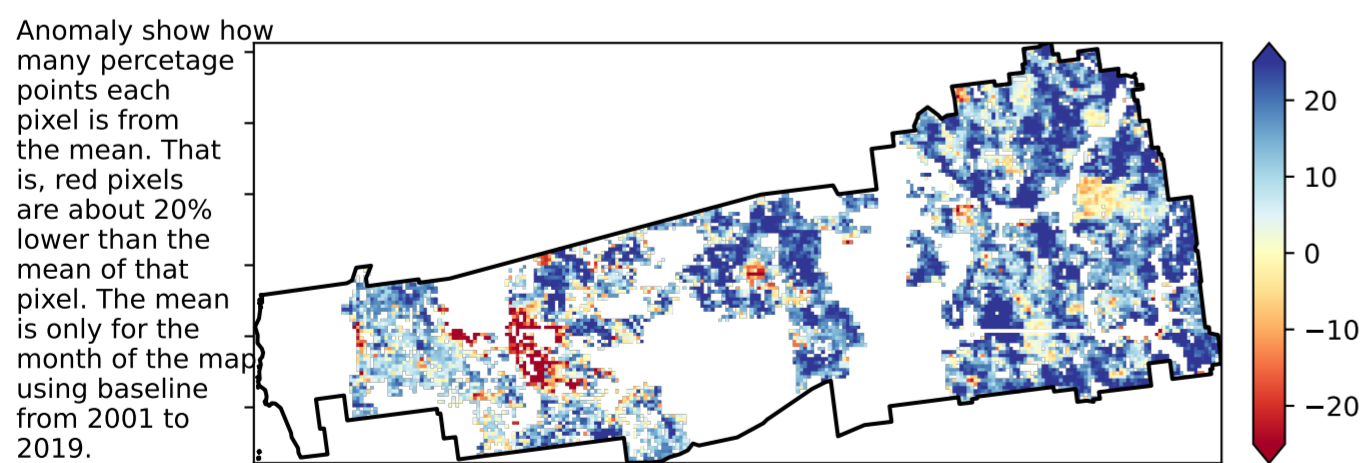 Anomaly show how
many percetage
points each
pixel is from
the mean. That
is, red pixels
are about 20%
lower than the
mean of that
pixel. The mean
is only for the
month of the map
using baseline
from 2001 to
2019.
20
10
0
−10
−20